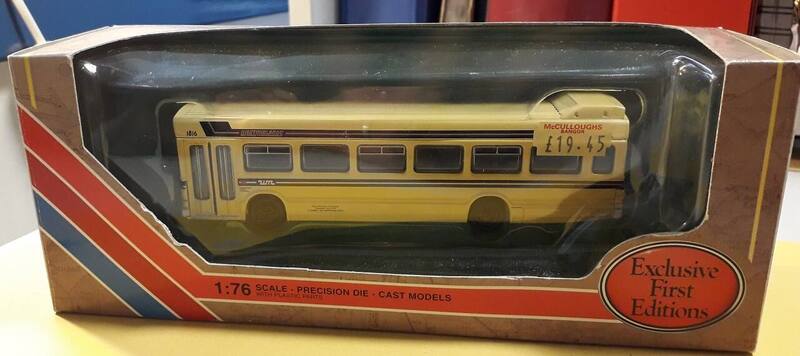 1816
McCULLOUGHS
BANGOR
£19.45
1:76 SCALE - PRECISION DIE - CAST MODELS
WITH PLASTIC PARTS
Exclusive
First
Editions